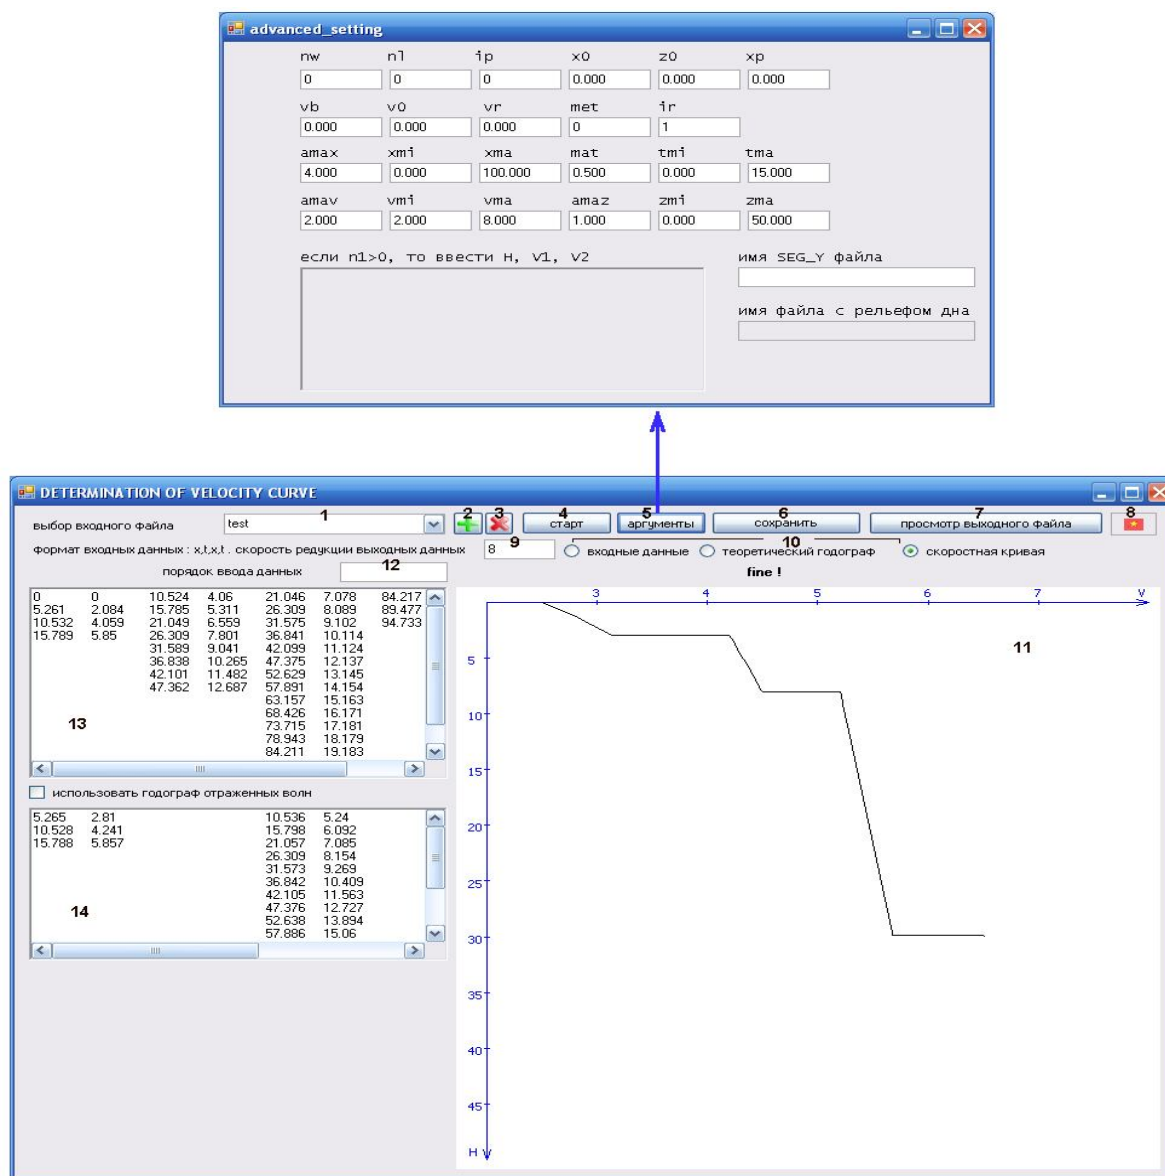 advanced_setting
nw nl ip x0 z0 xp
0 0 0 0.000 0.000 0.000
vb v0 vr met ir
0.000 0.000 0.000 0 1
amax xmi xma mat tmi tma
4.000 0.000 100.000 0.500 0.000 15.000
amav vmi vma amaz zmi zma
2.000 2.000 8.000 1.000 0.000 50.000
если n1>0, то ввести H, V1, V2 имя SEG_Y файла
имя файла с рельефом дна
DETERMINATION OF VELOCITY CURVE
выбор входного файла test 1 2 3 4 старт 5 аргументы 6 сохранить 7 просмотр выходного файла 8
Формат входных данных : x,t,x,t . скорость редукции выходных данных 8 9 входные данные 10 теоретический годограф скоростная кривая
порядок ввода данных 12 fine !
0 0 10.524 4.06 21.046 7.078 84.217
5.261 2.084 15.785 5.311 26.309 8.089 89.477
10.532 4.059 21.049 6.559 31.575 9.102 94.733
15.789 5.85 26.309 7.801 36.841 10.114
31.589 9.041 42.099 11.124
36.838 10.265 47.375 12.137
42.101 11.482 52.629 13.145
47.362 12.687 57.891 14.154
63.157 15.163
68.426 16.171
13 73.715 17.181
78.943 18.179
84.211 19.183
использовать годограф отраженных волн
5.265 2.81 10.536 5.24
10.528 4.241 15.798 6.092
15.788 5.857 21.057 7.085
26.309 8.154
31.573 9.269
36.842 10.409
42.105 11.563
14 47.376 12.727
52.638 13.894
57.886 15.06
3 4 5 6 7 V
11
5
10
15
20
25
30
35
40
45
H